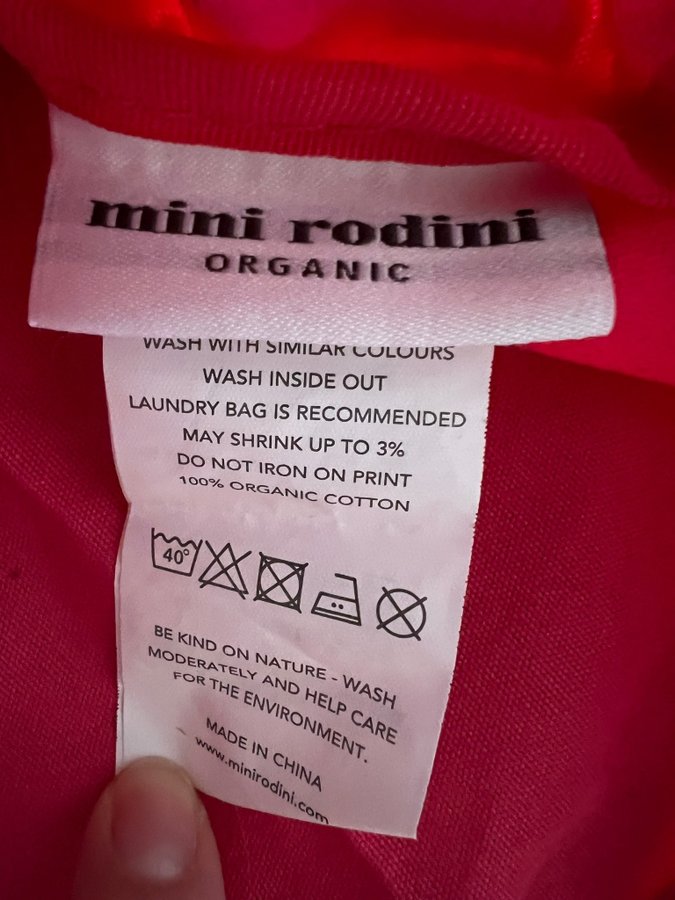 mini rodini
ORGANIC
WASH WITH SIMILAR COLOURS
WASH INSIDE OUT
LAUNDRY BAG IS RECOMMENDED
MAY SHRINK UP TO 3%
DO NOT IRON ON PRINT
100% ORGANIC COTTON
40°
BE KIND ON NATURE - WASH
MODERATELY AND HELP CARE
FOR THE ENVIRONMENT.
MADE IN CHINA
www.minirodini.com